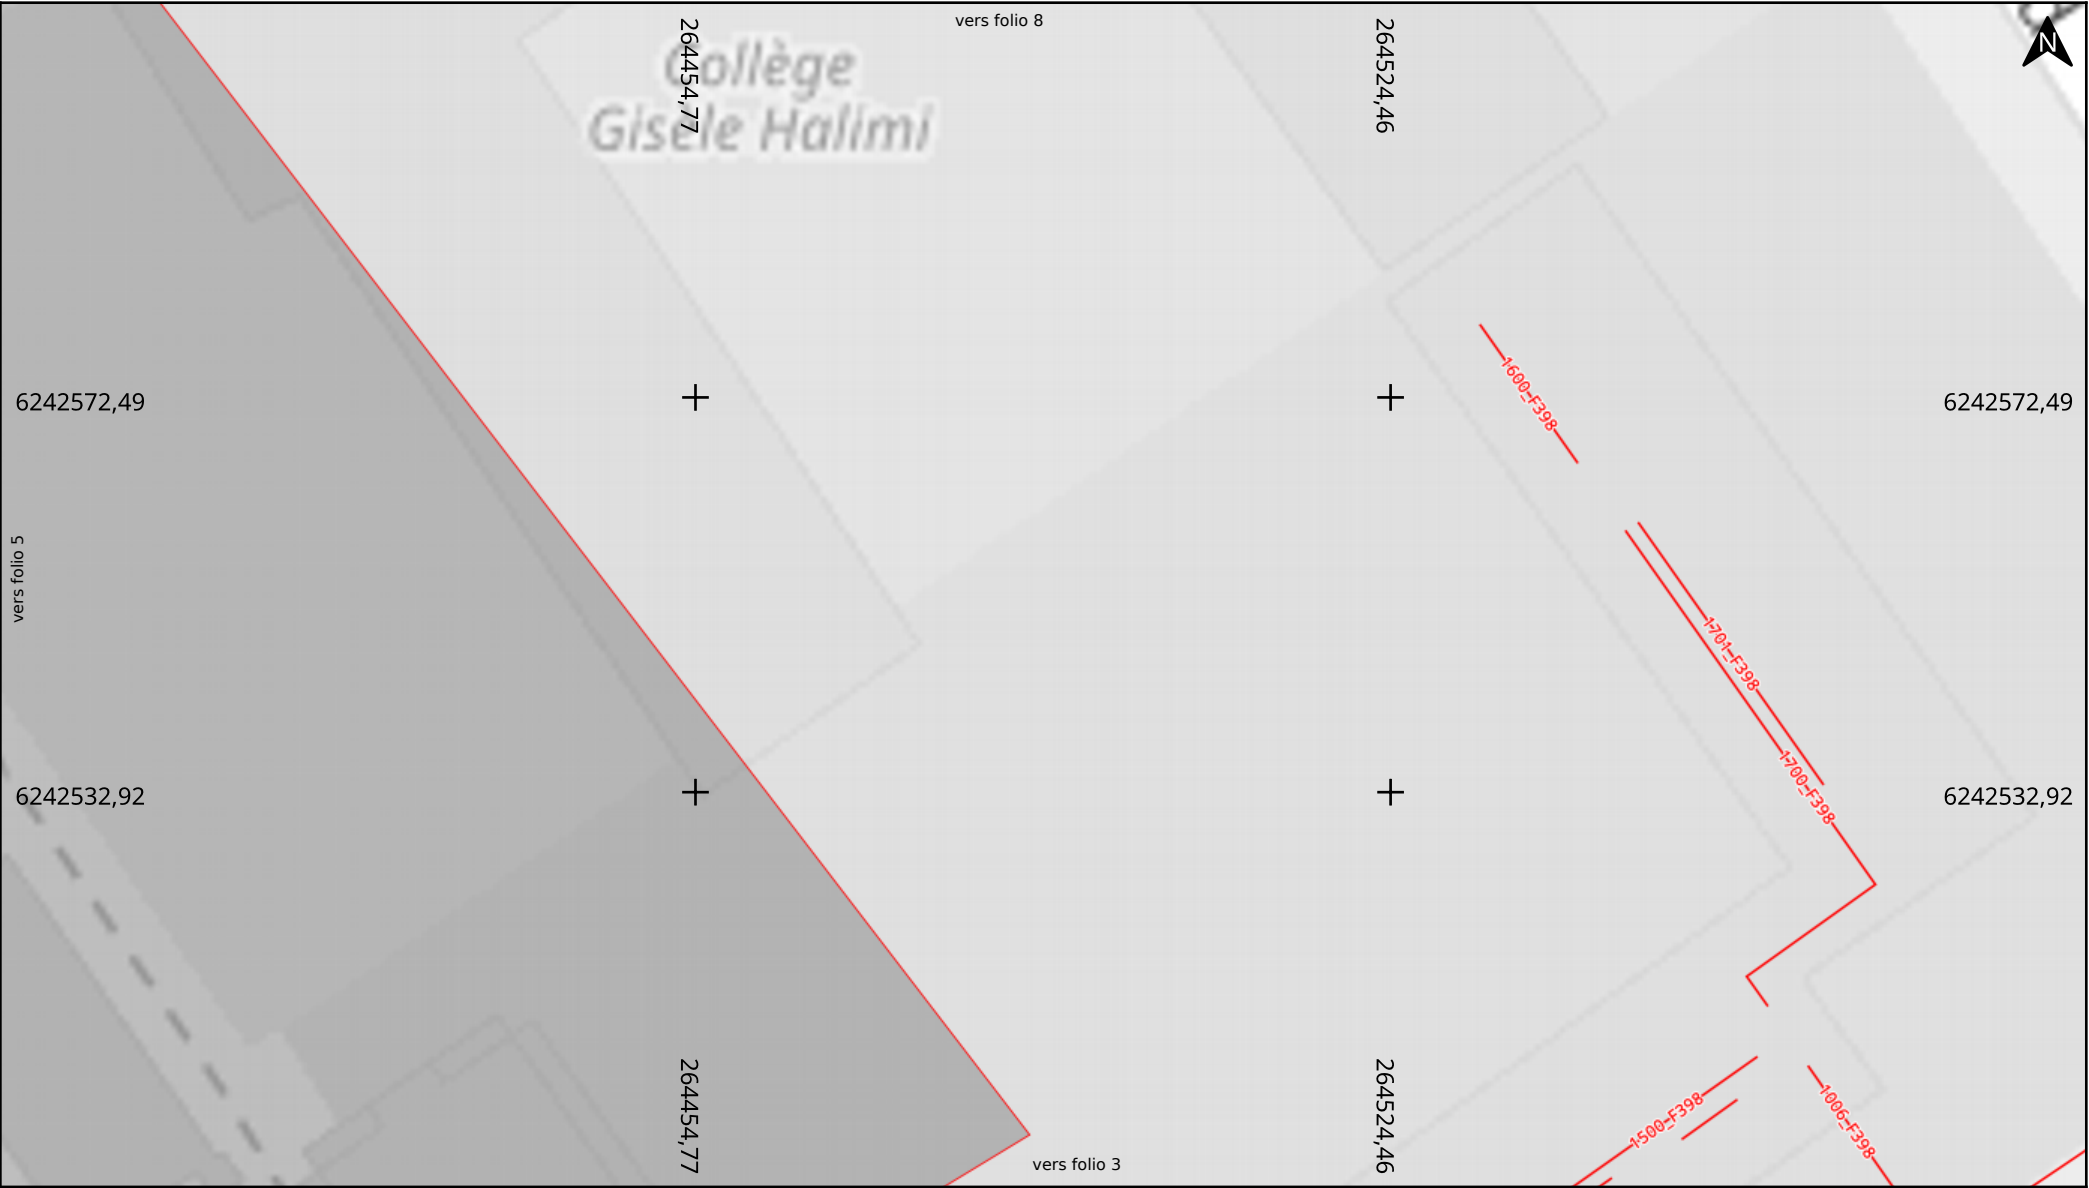 vers folio 8
N
264454,77
264524,46
Collège
Gisèle Halimi
1600_F398
6242572,49
6242572,49
vers folio 5
1701_F398
1700_F398
6242532,92
6242532,92
264454,77
264524,46
1500_F398
1006_F398
vers folio 3